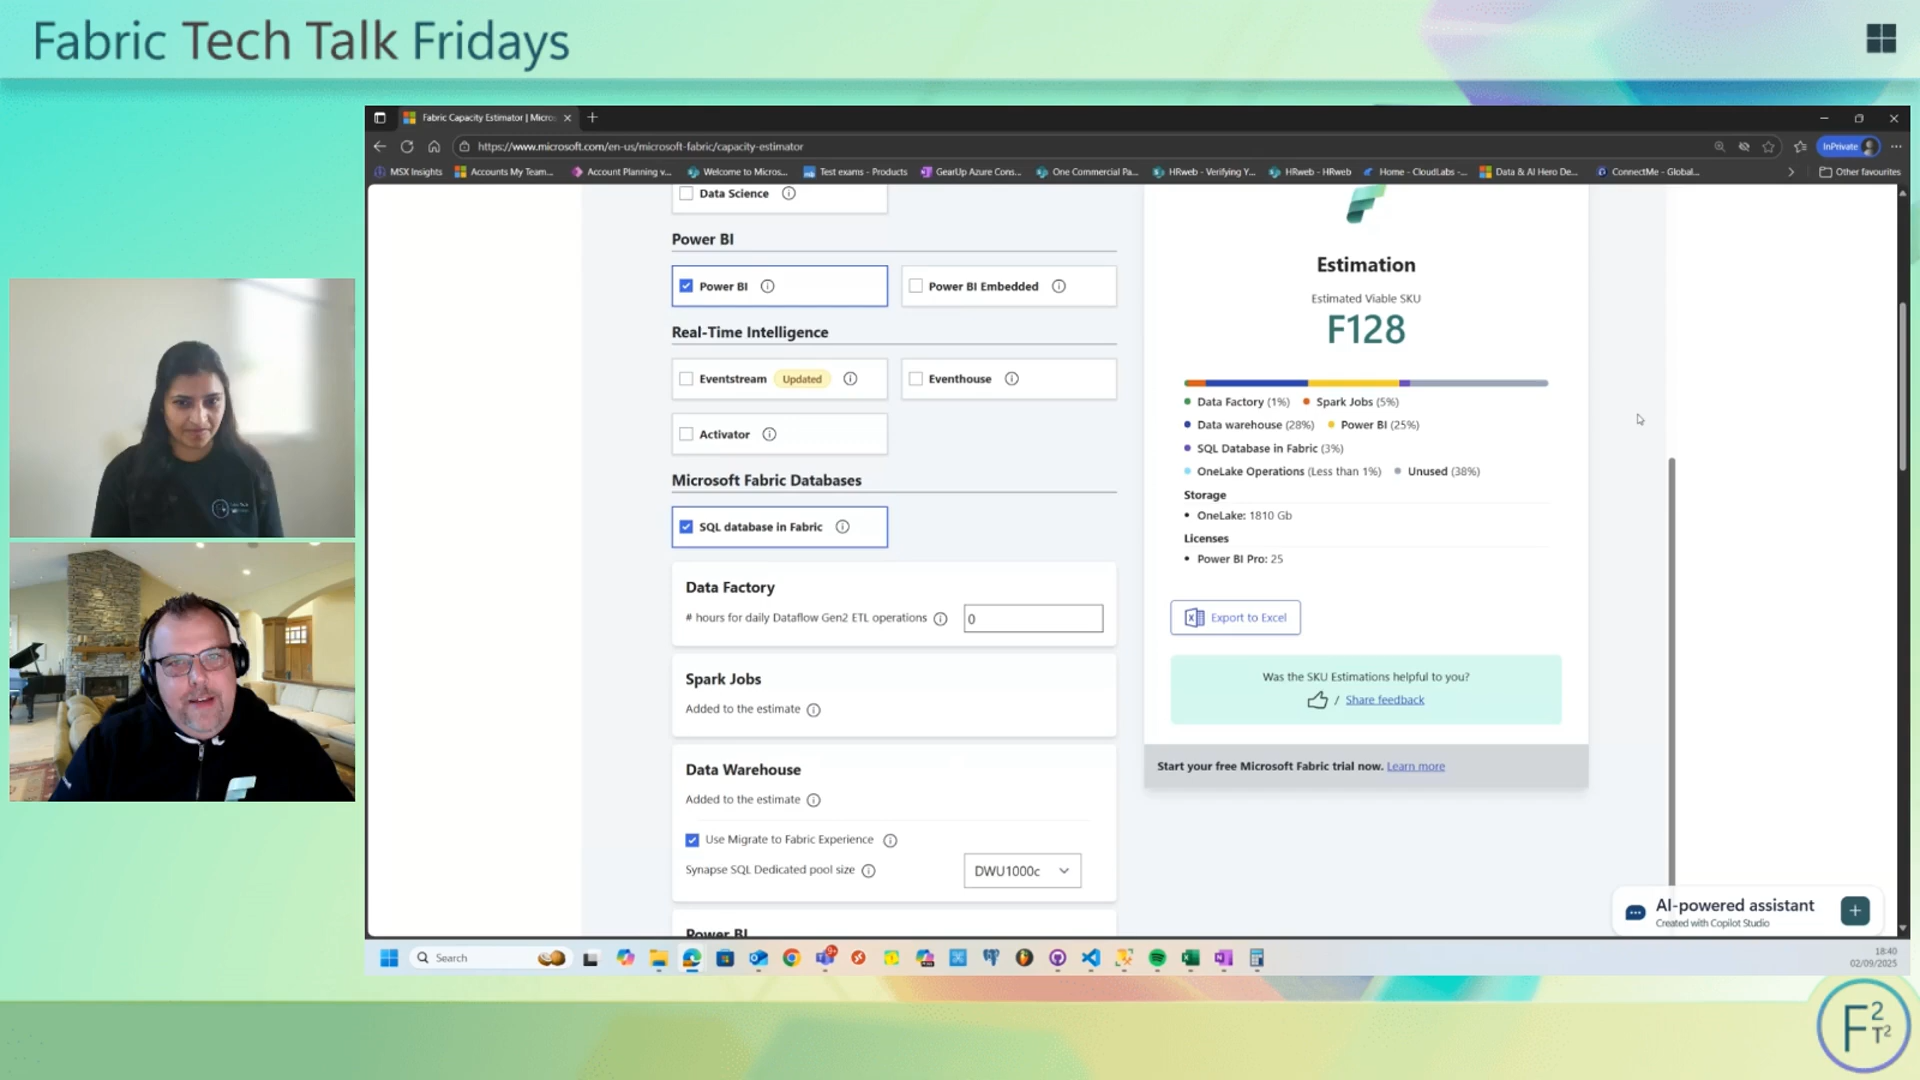 Fabric Tech Talk Fridays
Fabric Capacity Estimator | Micro
https://www.microsoft.com/en-us/microsoft-fabric/capacity-estimator
InPrivate
MSX Insights
Accounts My Team...
Account Planning v...
Welcome to Micros...
Test exams - Products
GearUp Azure Cons...
One Commercial Pa...
HRweb - Verifying Y...
HRweb - HRweb
Home - CloudLabs -...
Data & AI Hero De...
ConnectMe - Global...
Other favourites
Data Science
Power BI
Power BI
Power BI Embedded
Real-Time Intelligence
Eventstream Updated
Eventhouse
Activator
Microsoft Fabric Databases
SQL database in Fabric
Data Factory
# hours for daily Dataflow Gen2 ETL operations
0
Spark Jobs
Added to the estimate
Data Warehouse
Added to the estimate
Use Migrate to Fabric Experience
Synapse SQL Dedicated pool size
DWU1000c
Power BI
Estimation
Estimated Viable SKU
F128
Data Factory (1%) Spark Jobs (5%)
Data warehouse (28%) Power BI (25%)
SQL Database in Fabric (3%)
OneLake Operations (Less than 1%) Unused (38%)
Storage
• OneLake: 1810 Gb
Licenses
• Power BI Pro: 25
Export to Excel
Was the SKU Estimations helpful to you?
/ Share feedback
Start your free Microsoft Fabric trial now. Learn more
AI-powered assistant
Created with Copilot Studio
Search
9+
18:40
02/09/2025
F2
T2